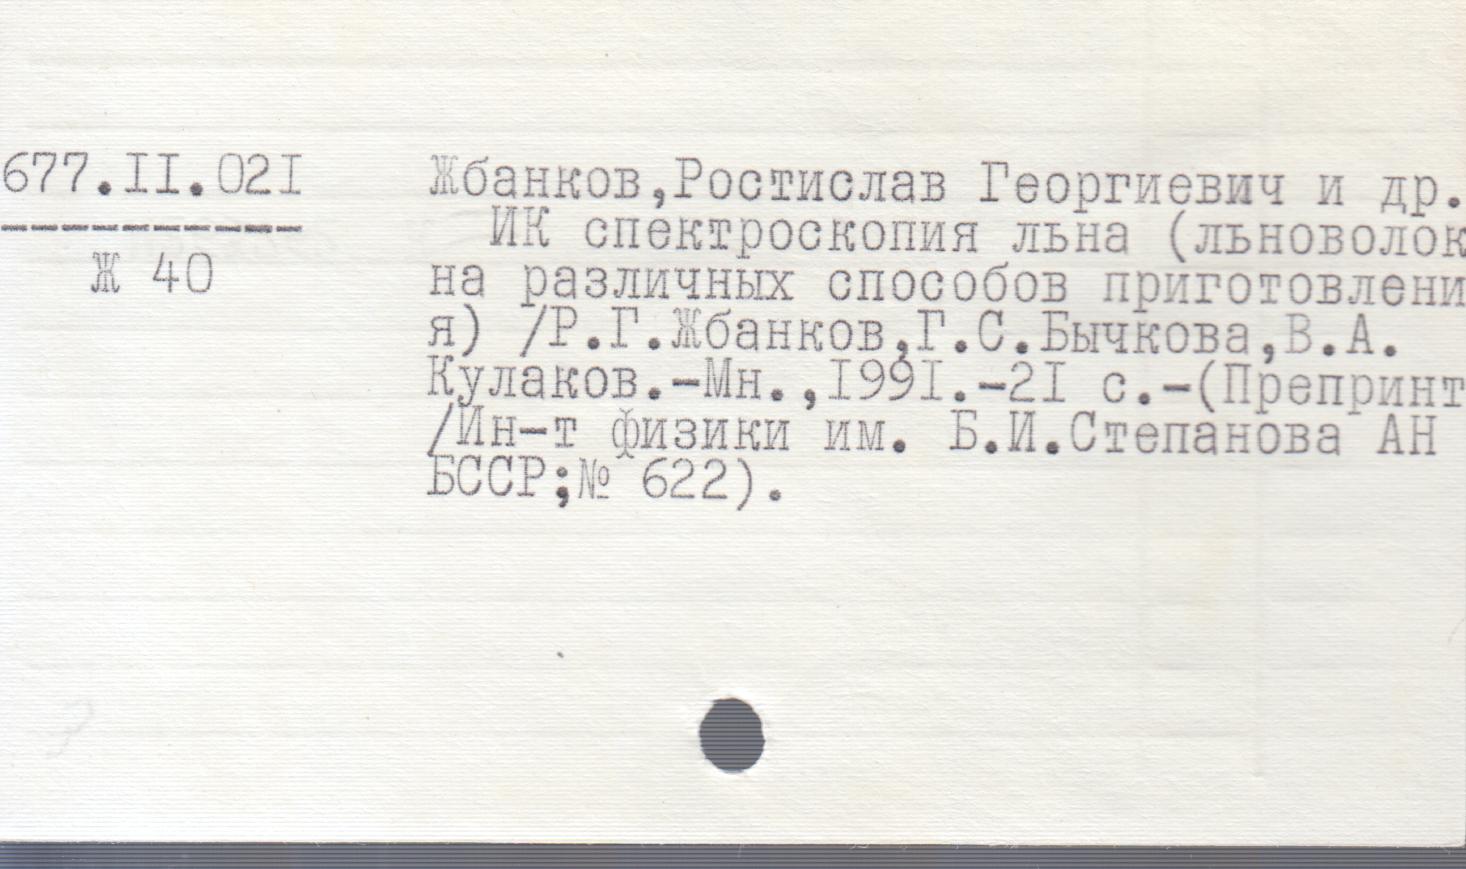 677.II.02I
----------
Ж 40
Жбанков,Ростислав Георгиевич и др.
ИК спектроскопия льна (льноволок
на различных способов приготовлени
я) /Р.Г.Жбанков,Г.С.Бычкова,В.А.
Кулаков.-Мн.,I99I.-2I с.-(Препринт
/Ин-т физики им. Б.И.Степанова АН
БССР;№ 622).